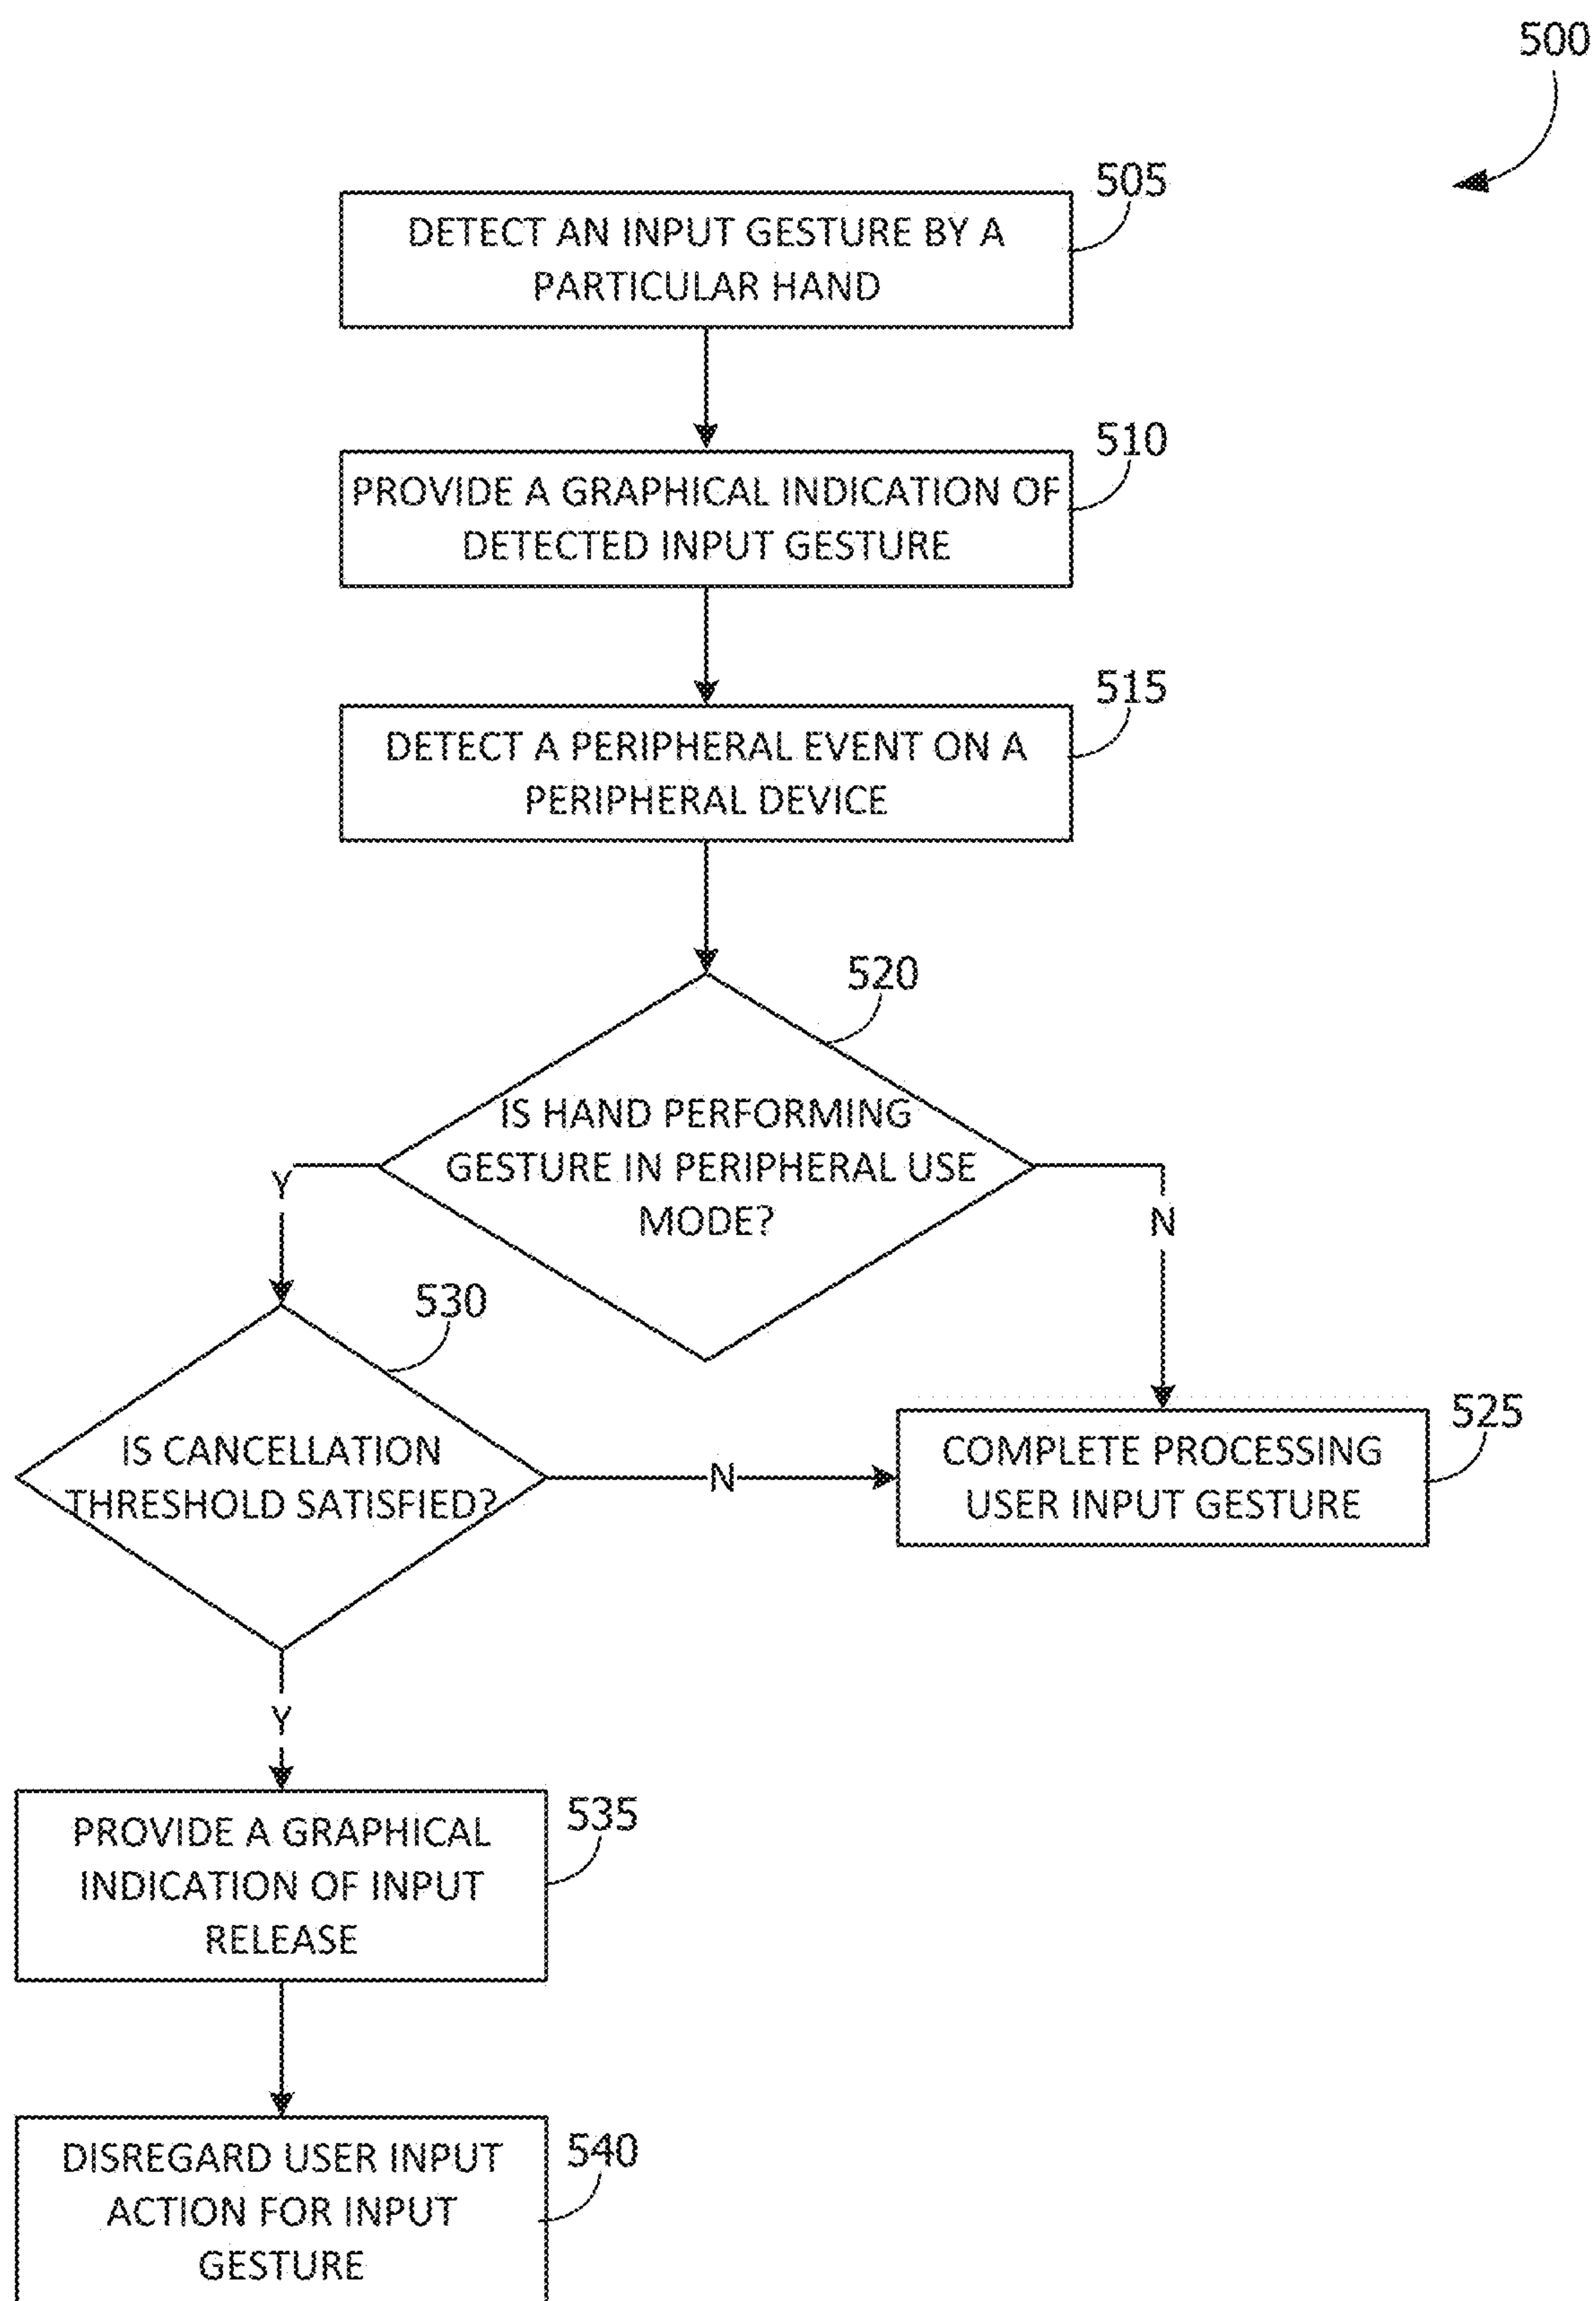 500
505
DETECT AN INPUT GESTURE BY A
PARTICULAR HAND
510
PROVIDE A GRAPHICAL INDICATION OF
DETECTED INPUT GESTURE
515
DETECT A PERIPHERAL EVENT ON A
PERIPHERAL DEVICE
520
IS HAND PERFORMING
GESTURE IN PERIPHERAL USE
MODE?
Y
N
530
IS CANCELLATION
THRESHOLD SATISFIED?
N
525
COMPLETE PROCESSING
USER INPUT GESTURE
Y
535
PROVIDE A GRAPHICAL
INDICATION OF INPUT
RELEASE
540
DISREGARD USER INPUT
ACTION FOR INPUT
GESTURE